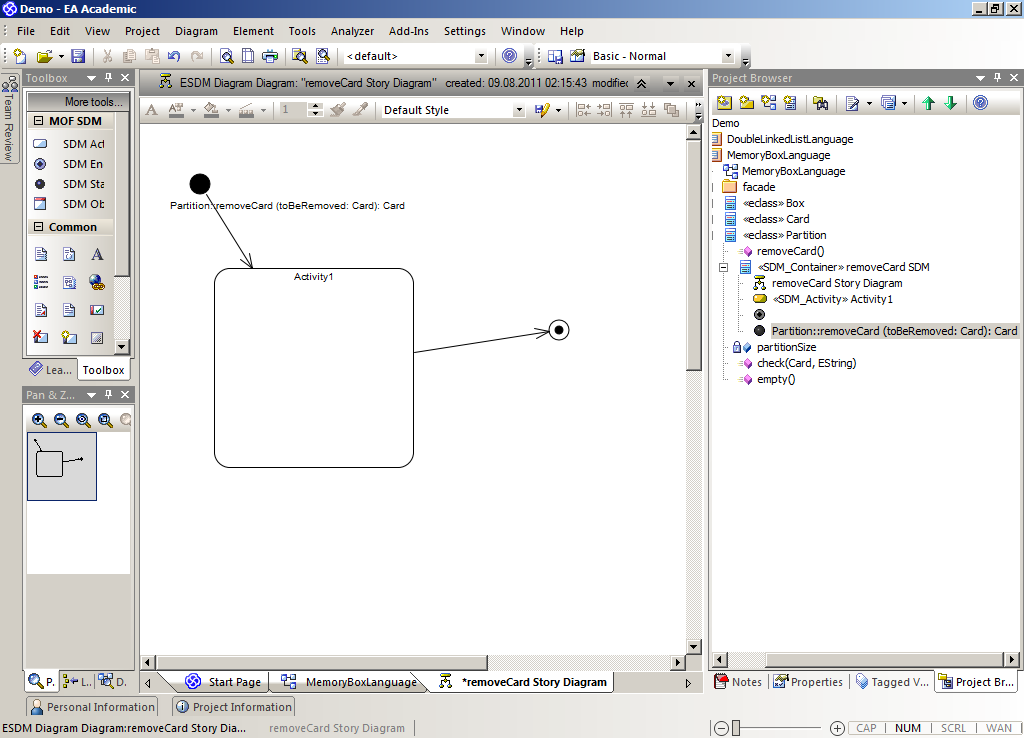 Demo - EA Academic
File Edit View Project Diagram Element Tools Analyzer Add-Ins Settings Window Help
<default>
Basic - Normal
Team Review
Toolbox
More tools...
MOF SDM
SDM Act
SDM En
SDM Sta
SDM Ob
Common
Lea... Toolbox
Pan & Z...
P. L.. D.
ESDM Diagram Diagram: "removeCard Story Diagram" created: 09.08.2011 02:15:43 modified
1 Default Style
Partition::removeCard (toBeRemoved: Card): Card
Activity1
Start Page MemoryBoxLanguage *removeCard Story Diagram
Project Browser
Demo
DoubleLinkedListLanguage
MemoryBoxLanguage
MemoryBoxLanguage
facade
«eclass» Box
«eclass» Card
«eclass» Partition
removeCard()
«SDM_Container» removeCard SDM
removeCard Story Diagram
«SDM_Activity» Activity1
Partition::removeCard (toBeRemoved: Card): Card
partitionSize
check(Card, EString)
empty()
Notes Properties Tagged V... Project Br...
Personal Information Project Information
ESDM Diagram Diagram:removeCard Story Dia... removeCard Story Diagram CAP NUM SCRL WAN